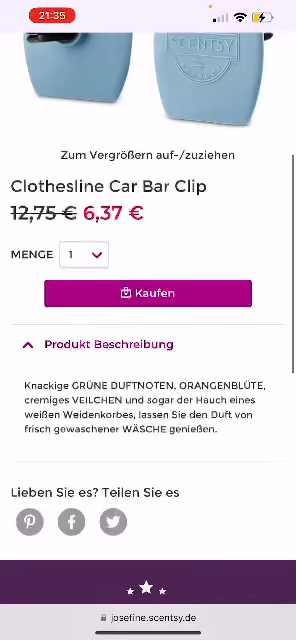 21:35
SCENTSY
Zum Vergrößern auf-/zuziehen
Clothesline Car Bar Clip
12,75 € 6,37 €
MENGE 1
Kaufen
Produkt Beschreibung
Knackige GRÜNE DUFTNOTEN, ORANGENBLÜTE,
cremiges VEILCHEN und sogar der Hauch eines
weißen Weidenkorbes, lassen Sie den Duft von
frisch gewaschener WÄSCHE genießen.
Lieben Sie es? Teilen Sie es
josefine.scentsy.de